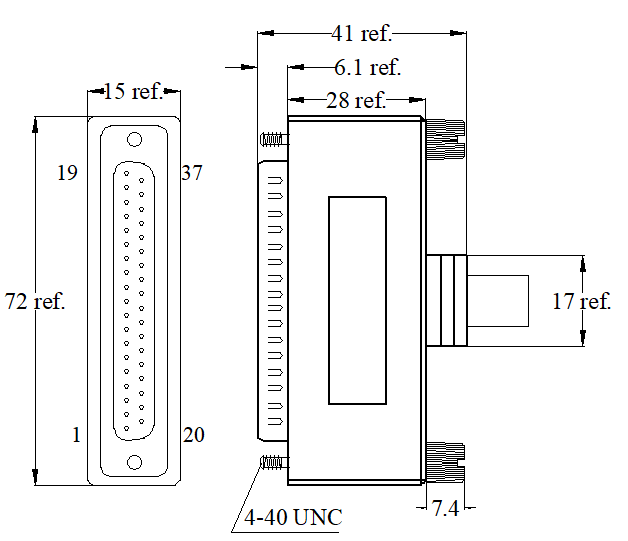 41 ref.
6.1 ref.
15 ref.
28 ref.
19
37
72 ref.
17 ref.
1
20
7.4
4-40 UNC